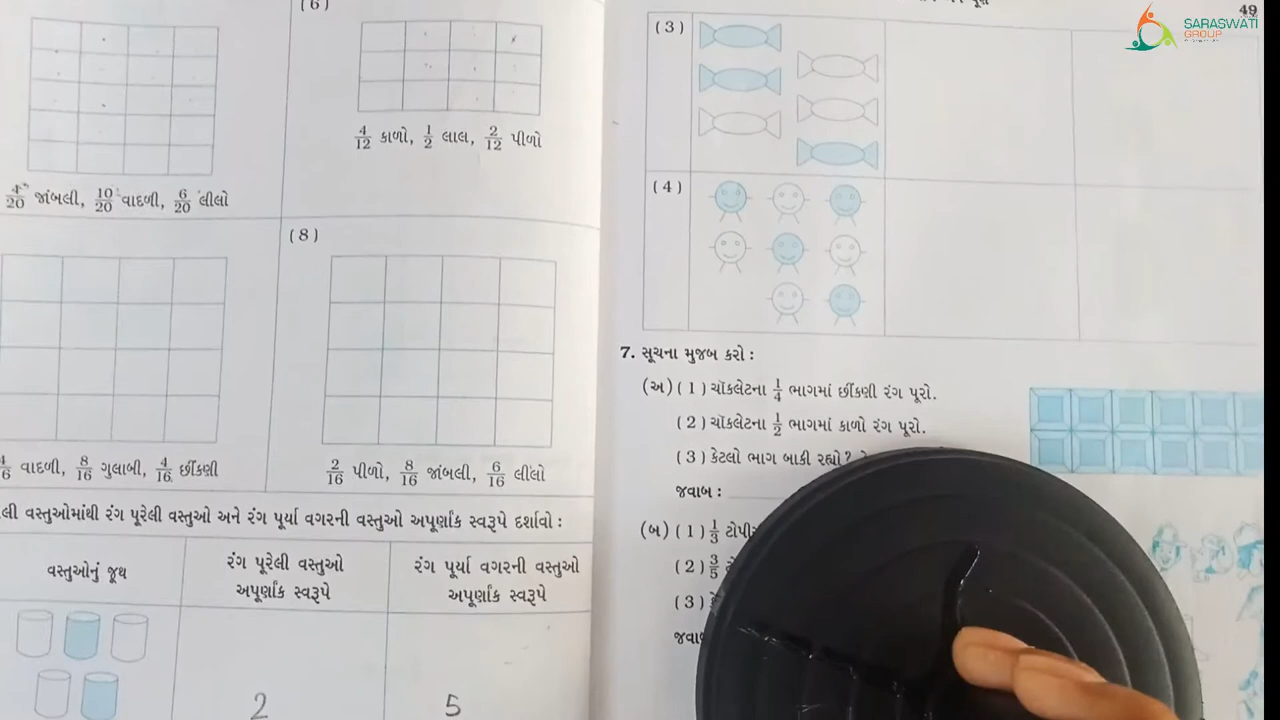 (6)
4/12 કાળો, 1/2 લાલ, 2/12 પીળો
4/20 જાંબલી, 10/20 વાદળી, 6/20 લીલો
(8)
વાદળી, 8/16 ગુલાબી, 4/16 છીંકણી
2/16 પીળો, 8/16 જાંબલી, 6/16 લીલો
વસ્તુઓમાંથી રંગ પૂરેલી વસ્તુઓ અને રંગ પૂર્યા વગરની વસ્તુઓ અપૂર્ણાંક સ્વરૂપે દર્શાવો :
વસ્તુઓનું જૂથ
રંગ પૂરેલી વસ્તુઓ
અપૂર્ણાંક સ્વરૂપે
રંગ પૂર્યા વગરની વસ્તુઓ
અપૂર્ણાંક સ્વરૂપે
2
5
49
SARASWATI
GROUP
(3)
(4)
7. સૂચના મુજબ કરો :
(અ) (1) ચૉકલેટના 1/4 ભાગમાં છીંકણી રંગ પૂરો.
(2) ચૉકલેટના 1/2 ભાગમાં કાળો રંગ પૂરો.
(3) કેટલો ભાગ બાકી રહ્યો?
જવાબ :
(બ) (1) 1/3
(2) 3/5
(3)